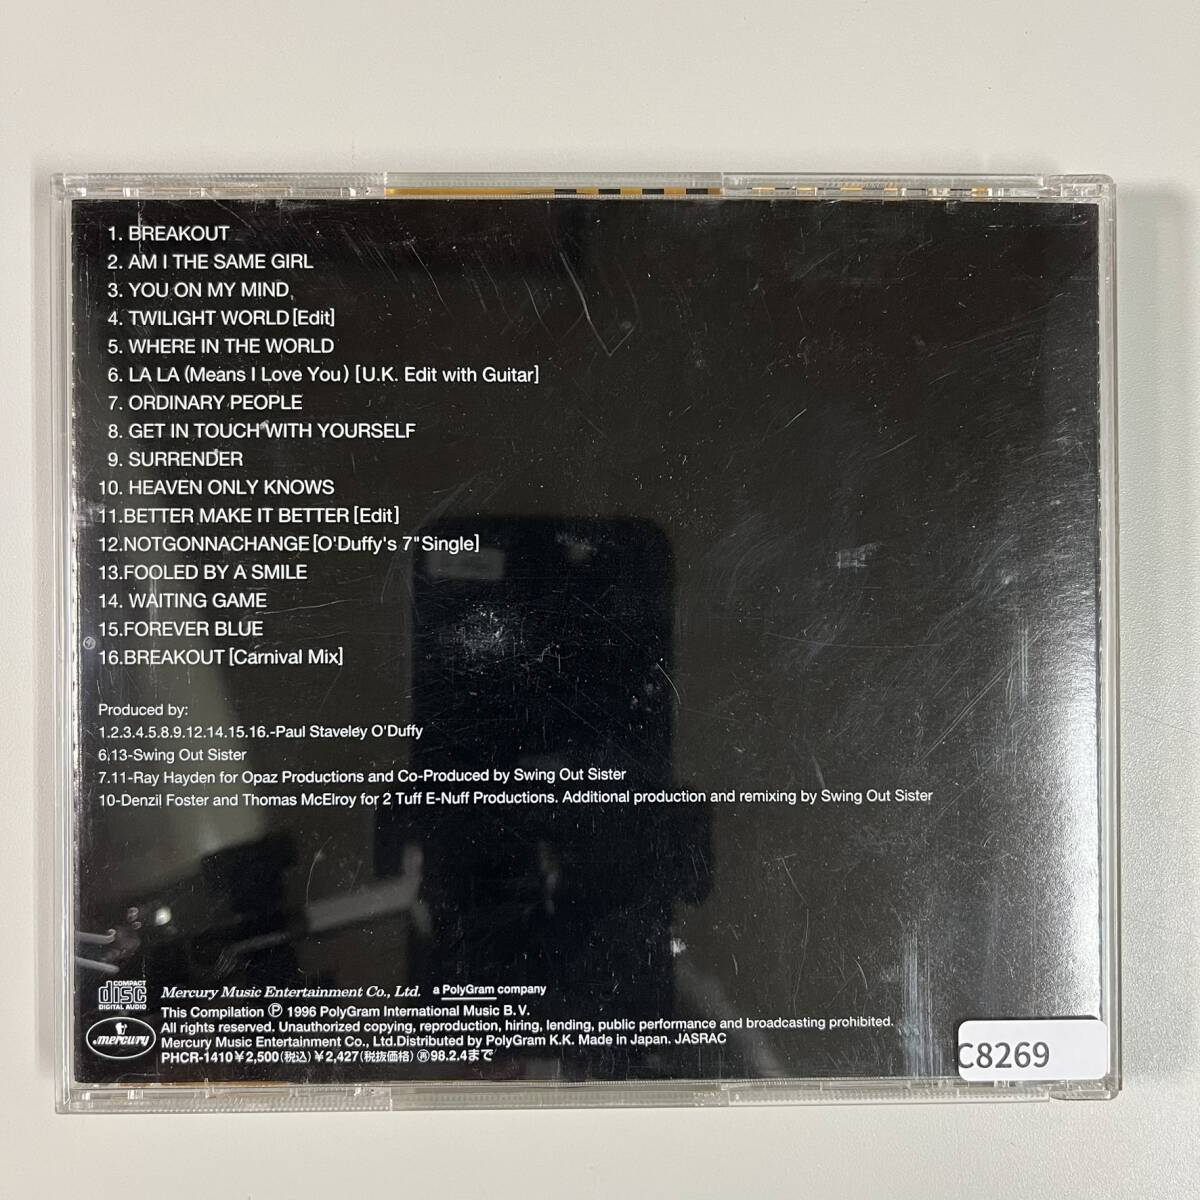 1. BREAKOUT
2. AM I THE SAME GIRL
3. YOU ON MY MIND
4. TWILIGHT WORLD [Edit]
5. WHERE IN THE WORLD
6. LA LA (Means I Love You) [U.K. Edit with Guitar]
7. ORDINARY PEOPLE
8. GET IN TOUCH WITH YOURSELF
9. SURRENDER
10. HEAVEN ONLY KNOWS
11.BETTER MAKE IT BETTER [Edit]
12.NOTGONNACHANGE [O'Duffy's 7" Single]
13.FOOLED BY A SMILE
14. WAITING GAME
15.FOREVER BLUE
16.BREAKOUT [Carnival Mix]
Produced by:
1.2.3.4.5.8.9.12.14.15.16.-Paul Staveley O'Duffy
6,13-Swing Out Sister
7.11-Ray Hayden for Opaz Productions and Co-Produced by Swing Out Sister
10-Denzil Foster and Thomas McElroy for 2 Tuff E-Nuff Productions. Additional production and remixing by Swing Out Sister
COMPACT disc DIGITAL AUDIO
Mercury Music Entertainment Co., Ltd. a PolyGram company
This Compilation ℗ 1996 PolyGram International Music B.V.
All rights reserved. Unauthorized copying, reproduction, hiring, lending, public performance and broadcasting prohibited.
Mercury Music Entertainment Co., Ltd.Distributed by PolyGram K.K. Made in Japan. JASRAC
PHCR-1410￥2,500(税込)￥2,427(税抜価格) Ⓡ98.2.4まで
mercury
C8269